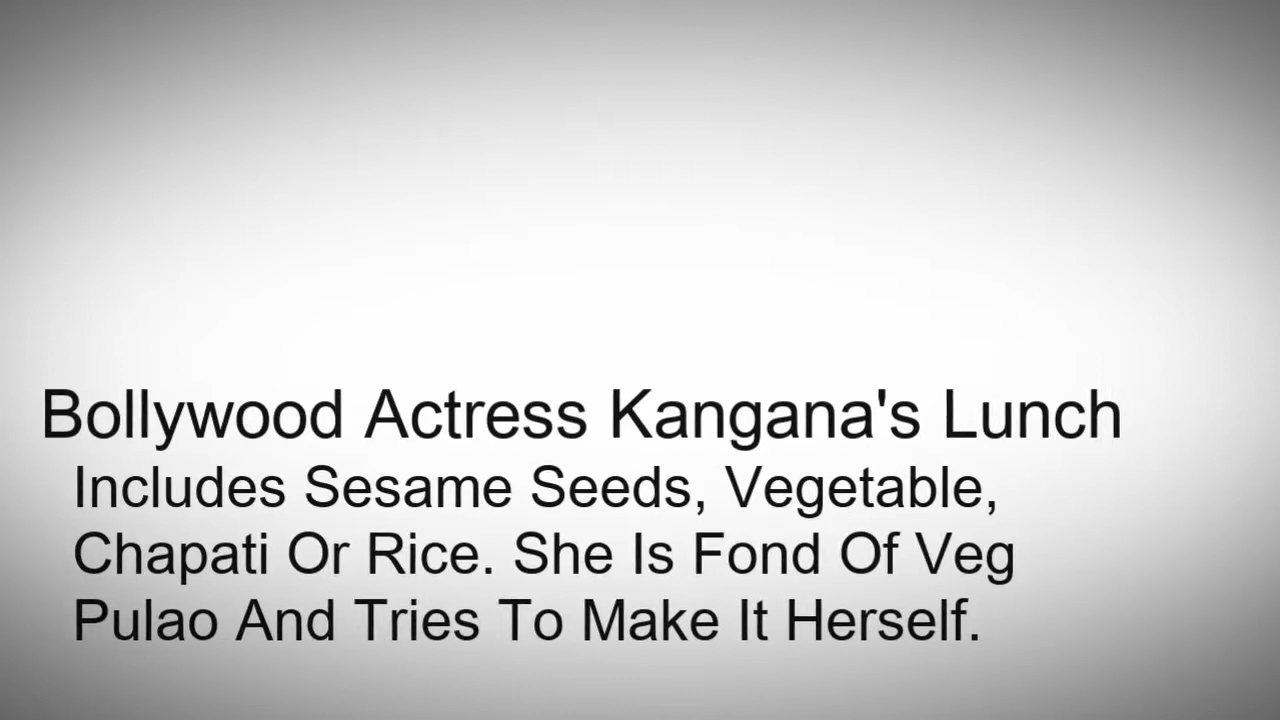 Bollywood Actress Kangana's Lunch
Includes Sesame Seeds, Vegetable,
Chapati Or Rice. She Is Fond Of Veg
Pulao And Tries To Make It Herself.